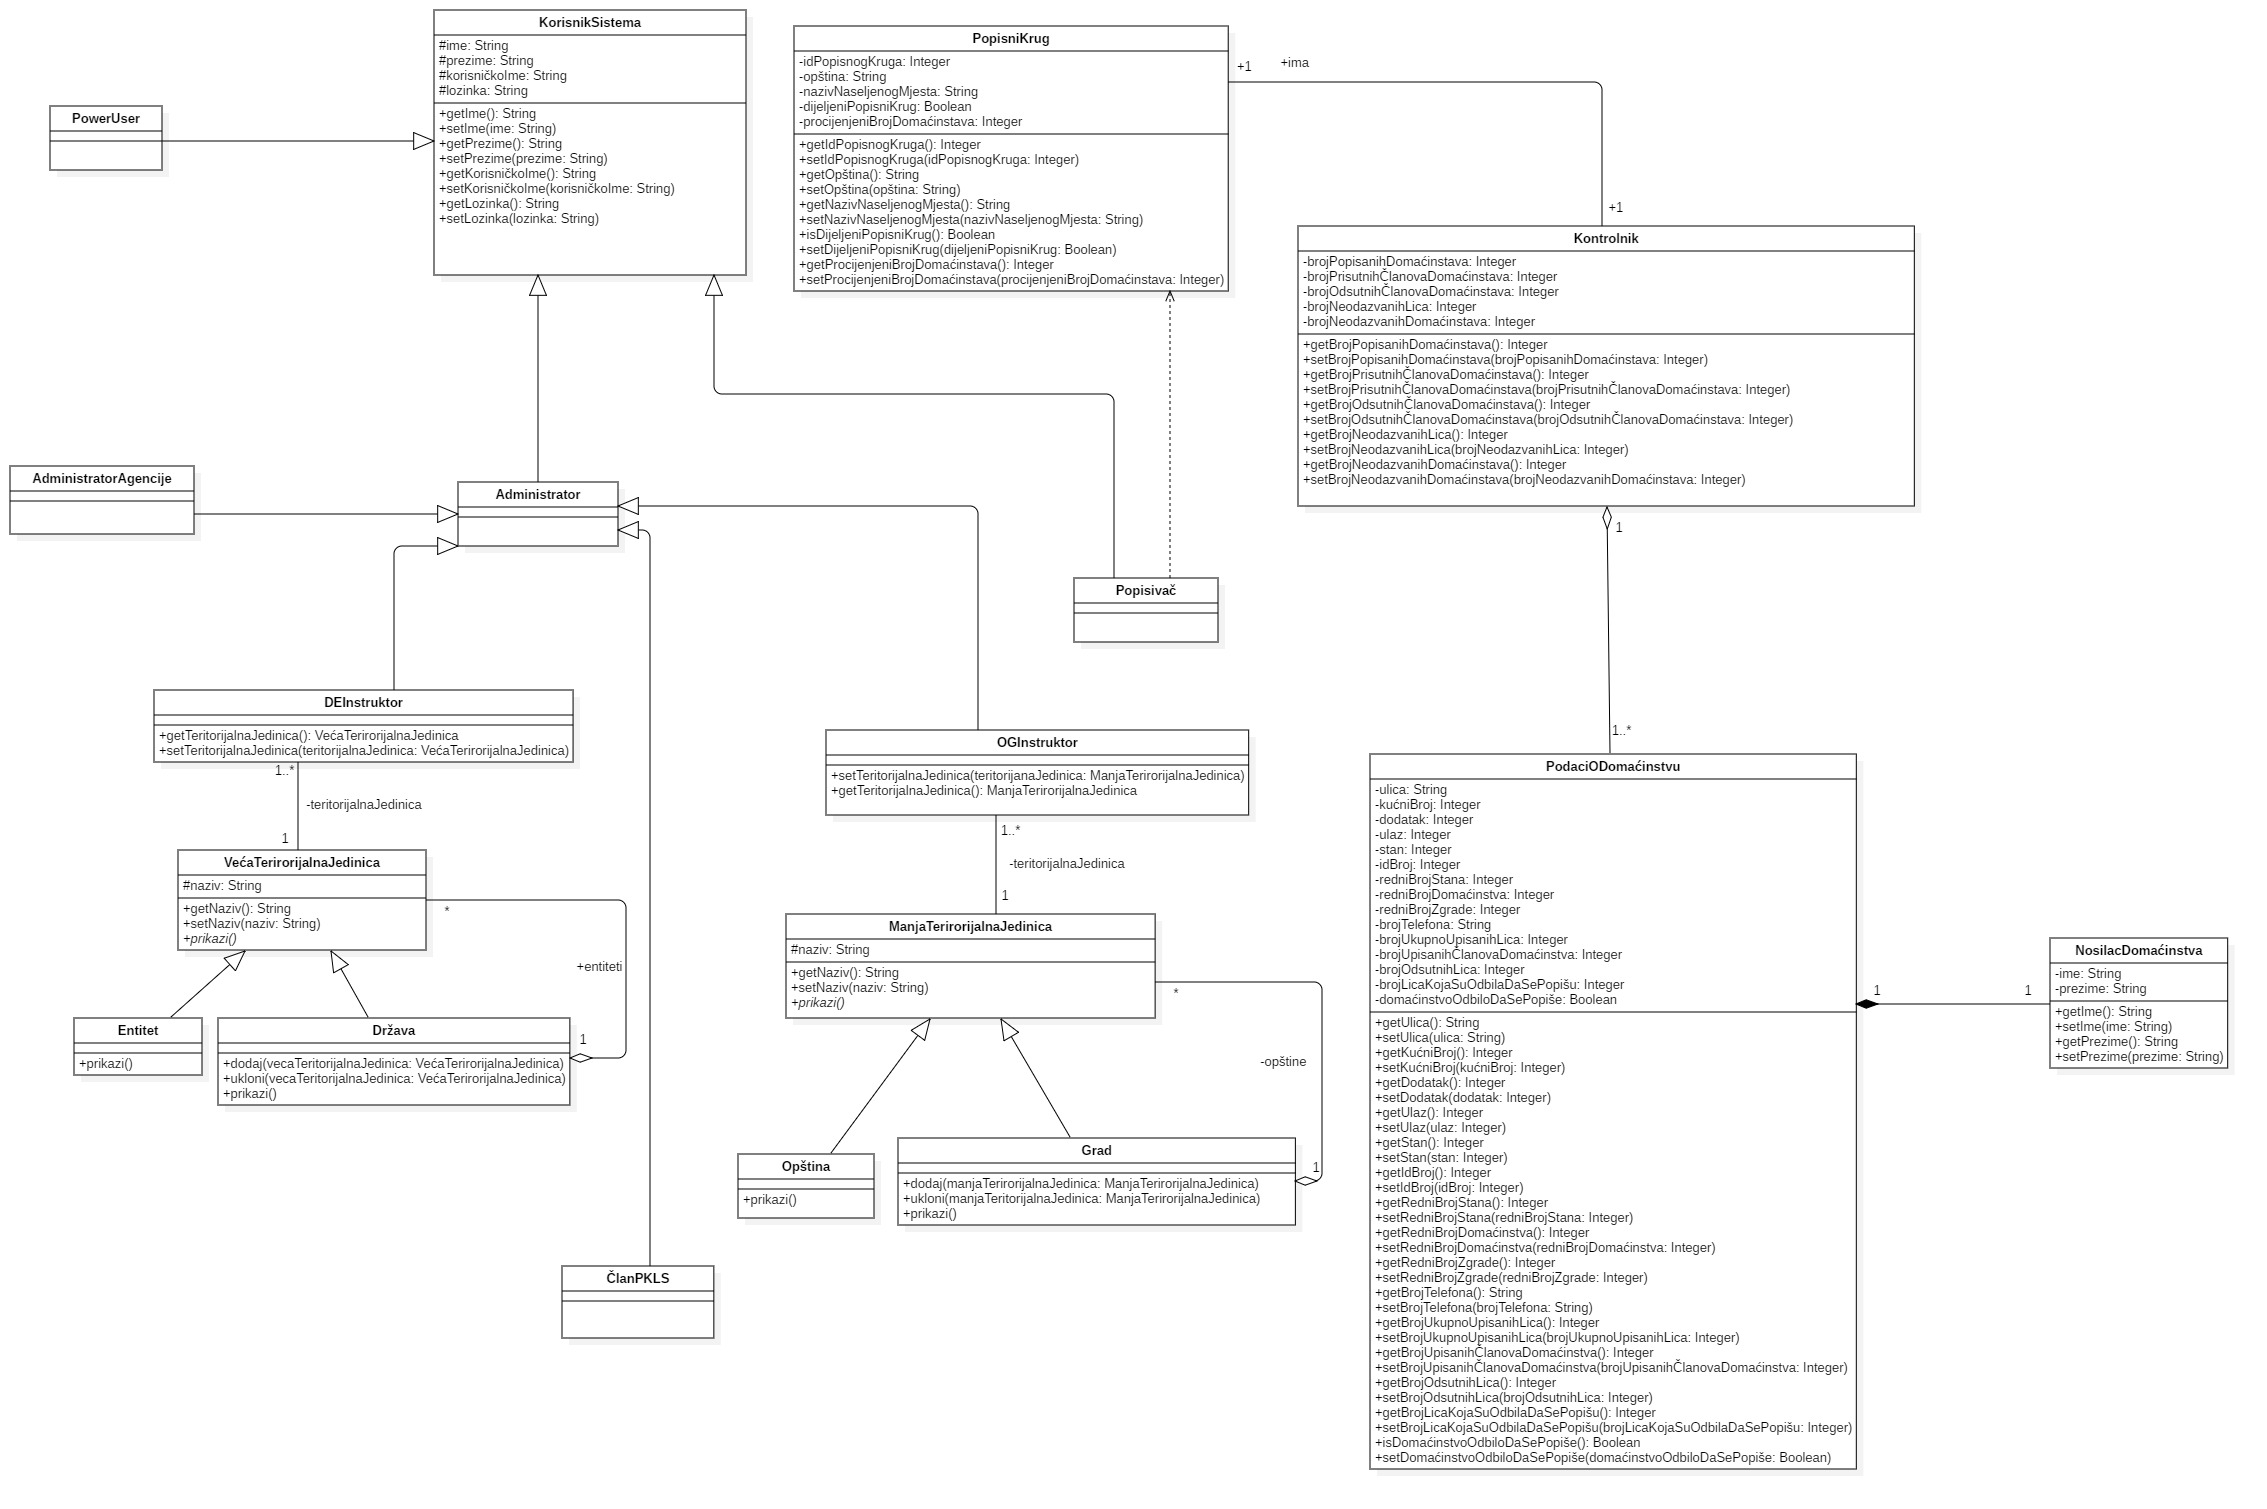 KorisnikSistema
#ime: String
#prezime: String
#korisničkoIme: String
#lozinka: String
+getIme(): String
+setIme(ime: String)
+getPrezime(): String
+setPrezime(prezime: String)
+getKorisničkoIme(): String
+setKorisničkoIme(korisničkoIme: String)
+getLozinka(): String
+setLozinka(lozinka: String)
PopisniKrug
-idPopisnogKruga: Integer
-opština: String
-nazivNaseljenogMjesta: String
-dijeljeniPopisniKrug: Boolean
-procijenjeniBrojDomaćinstava: Integer
+getIdPopisnogKruga(): Integer
+setIdPopisnogKruga(idPopisnogKruga: Integer)
+getOpština(): String
+setOpština(opština: String)
+getNazivNaseljenogMjesta(): String
+setNazivNaseljenogMjesta(nazivNaseljenogMjesta: String)
+isDijeljeniPopisniKrug(): Boolean
+setDijeljeniPopisniKrug(dijeljeniPopisniKrug: Boolean)
+getProcijenjeniBrojDomaćinstava(): Integer
+setProcijenjeniBrojDomaćinstava(procijenjeniBrojDomaćinstava: Integer)
+1
+ima
+1
PowerUser
Kontrolnik
-brojPopisanihDomaćinstava: Integer
-brojPrisutnihČlanovaDomaćinstava: Integer
-brojOdsutnihČlanovaDomaćinstava: Integer
-brojNeodazvanihLica: Integer
-brojNeodazvanihDomaćinstava: Integer
+getBrojPopisanihDomaćinstava(): Integer
+setBrojPopisanihDomaćinstava(brojPopisanihDomaćinstava: Integer)
+getBrojPrisutnihČlanovaDomaćinstava(): Integer
+setBrojPrisutnihČlanovaDomaćinstava(brojPrisutnihČlanovaDomaćinstava: Integer)
+getBrojOdsutnihČlanovaDomaćinstava(): Integer
+setBrojOdsutnihČlanovaDomaćinstava(brojOdsutnihČlanovaDomaćinstava: Integer)
+getBrojNeodazvanihLica(): Integer
+setBrojNeodazvanihLica(brojNeodazvanihLica: Integer)
+getBrojNeodazvanihDomaćinstava(): Integer
+setBrojNeodazvanihDomaćinstava(brojNeodazvanihDomaćinstava: Integer)
1
1..*
AdministratorAgencije
Administrator
Popisivač
DEInstruktor
+getTeritorijalnaJedinica(): VećaTerirorijalnaJedinica
+setTeritorijalnaJedinica(teritorijalnaJedinica: VećaTerirorijalnaJedinica)
1..*
-teritorijalnaJedinica
1
VećaTerirorijalnaJedinica
#naziv: String
+getNaziv(): String
+setNaziv(naziv: String)
+prikazi()
*
+entiteti
1
Entitet
+prikazi()
Država
+dodaj(vecaTeritorijalnaJedinica: VećaTerirorijalnaJedinica)
+ukloni(vecaTeritorijalnaJedinica: VećaTerirorijalnaJedinica)
+prikazi()
OGInstruktor
+setTeritorijalnaJedinica(teritorijanaJedinica: ManjaTerirorijalnaJedinica)
+getTeritorijalnaJedinica(): ManjaTerirorijalnaJedinica
1..*
-teritorijalnaJedinica
1
ManjaTerirorijalnaJedinica
#naziv: String
+getNaziv(): String
+setNaziv(naziv: String)
+prikazi()
*
-opštine
1
Opština
+prikazi()
Grad
+dodaj(manjaTerirorijalnaJedinica: ManjaTerirorijalnaJedinica)
+ukloni(manjaTeritorijalnaJedinica: ManjaTerirorijalnaJedinica)
+prikazi()
ČlanPKLS
PodaciODomaćinstvu
-ulica: String
-kućniBroj: Integer
-dodatak: Integer
-ulaz: Integer
-stan: Integer
-idBroj: Integer
-redniBrojStana: Integer
-redniBrojDomaćinstva: Integer
-redniBrojZgrade: Integer
-brojTelefona: String
-brojUkupnoUpisanihLica: Integer
-brojUpisanihČlanovaDomaćinstva: Integer
-brojOdsutnihLica: Integer
-brojLicaKojaSuOdbilaDaSePopišu: Integer
-domaćinstvoOdbiloDaSePopiše: Boolean
+getUlica(): String
+setUlica(ulica: String)
+getKućniBroj(): Integer
+setKućniBroj(kućniBroj: Integer)
+getDodatak(): Integer
+setDodatak(dodatak: Integer)
+getUlaz(): Integer
+setUlaz(ulaz: Integer)
+getStan(): Integer
+setStan(stan: Integer)
+getIdBroj(): Integer
+setIdBroj(idBroj: Integer)
+getRedniBrojStana(): Integer
+setRedniBrojStana(redniBrojStana: Integer)
+getRedniBrojDomaćinstva(): Integer
+setRedniBrojDomaćinstva(redniBrojDomaćinstva: Integer)
+getRedniBrojZgrade(): Integer
+setRedniBrojZgrade(redniBrojZgrade: Integer)
+getBrojTelefona(): String
+setBrojTelefona(brojTelefona: String)
+getBrojUkupnoUpisanihLica(): Integer
+setBrojUkupnoUpisanihLica(brojUkupnoUpisanihLica: Integer)
+getBrojUpisanihČlanovaDomaćinstva(): Integer
+setBrojUpisanihČlanovaDomaćinstva(brojUpisanihČlanovaDomaćinstva: Integer)
+getBrojOdsutnihLica(): Integer
+setBrojOdsutnihLica(brojOdsutnihLica: Integer)
+getBrojLicaKojaSuOdbilaDaSePopišu(): Integer
+setBrojLicaKojaSuOdbilaDaSePopišu(brojLicaKojaSuOdbilaDaSePopišu: Integer)
+isDomaćinstvoOdbiloDaSePopiše(): Boolean
+setDomaćinstvoOdbiloDaSePopiše(domaćinstvoOdbiloDaSePopiše: Boolean)
1
1
NosilacDomaćinstva
-ime: String
-prezime: String
+getIme(): String
+setIme(ime: String)
+getPrezime(): String
+setPrezime(prezime: String)